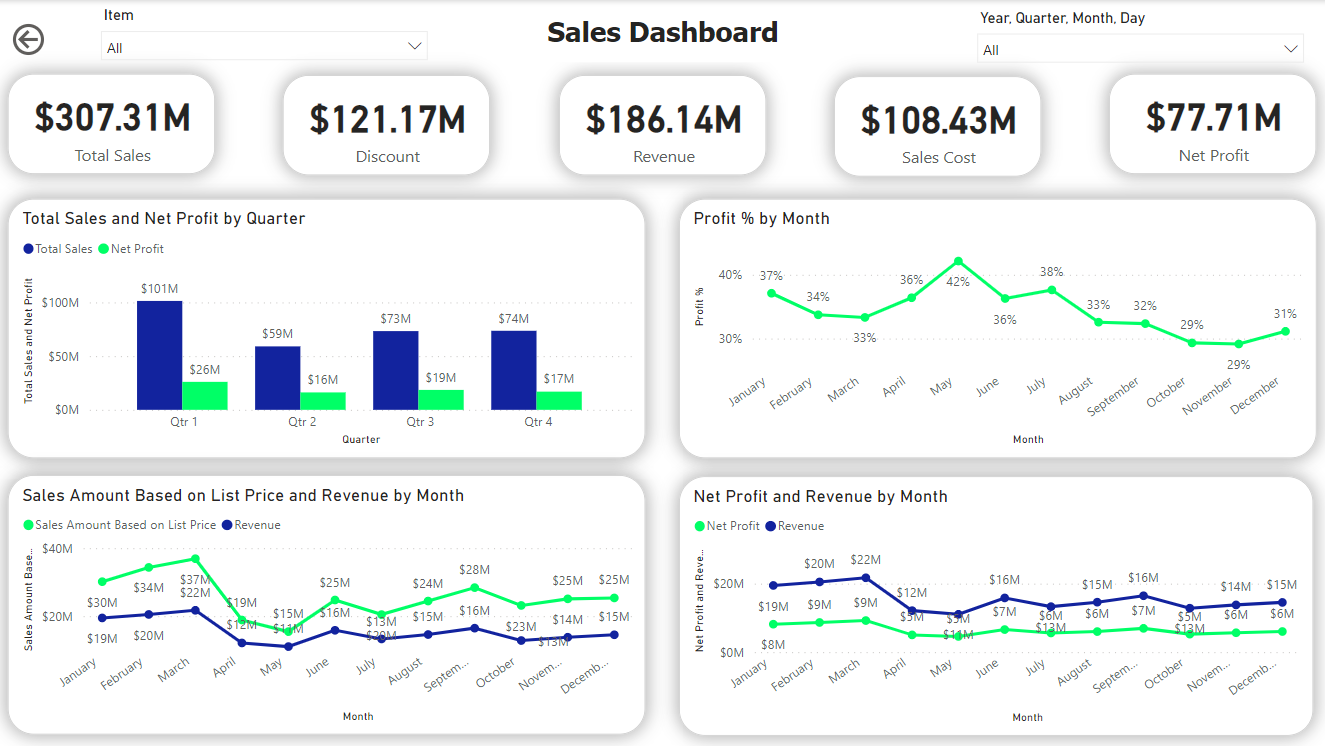 Item
All
Sales Dashboard
Year, Quarter, Month, Day
All
$307.31M
Total Sales
$121.17M
Discount
$186.14M
Revenue
$108.43M
Sales Cost
$77.71M
Net Profit
Total Sales and Net Profit by Quarter
Total Sales Net Profit
Total Sales and Net Profit
$100M
$50M
$0M
$101M
$26M
$59M
$16M
$73M
$19M
$74M
$17M
Qtr 1 Qtr 2 Qtr 3 Qtr 4
Quarter
Profit % by Month
Profit %
40%
30%
37%
34%
33%
36%
42%
36%
38%
33%
32%
29%
29%
31%
January February March April May June July August September October November December
Month
Sales Amount Based on List Price and Revenue by Month
Sales Amount Based on List Price Revenue
Sales Amount Base...
$40M
$20M
$30M $34M $37M $19M $15M $25M $20M $24M $28M $23M $25M $25M
$19M $20M $22M $12M $11M $16M $13M $15M $16M $13M $14M $15M
January February March April May June July August Septem... October Novem... Decemb...
Month
Net Profit and Revenue by Month
Net Profit Revenue
Net Profit and Reve...
$20M
$0M
$19M $20M $22M $12M $11M $16M $13M $15M $16M $13M $14M $15M
$8M $9M $9M $5M $5M $7M $6M $6M $7M $5M $6M $6M
January February March April May June July August Septem... October Novem... Decemb...
Month